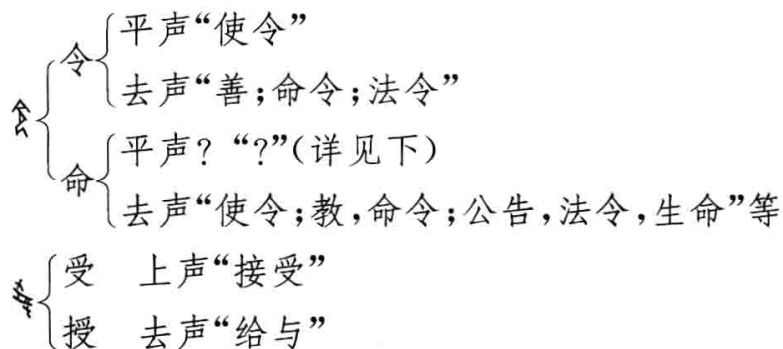 令 平声“使令”
去声“善;命令;法令”
命 平声? “?”(详见下)
去声“使令;教,命令;公告,法令,生命”等
受 上声“接受”
授 去声“给与”